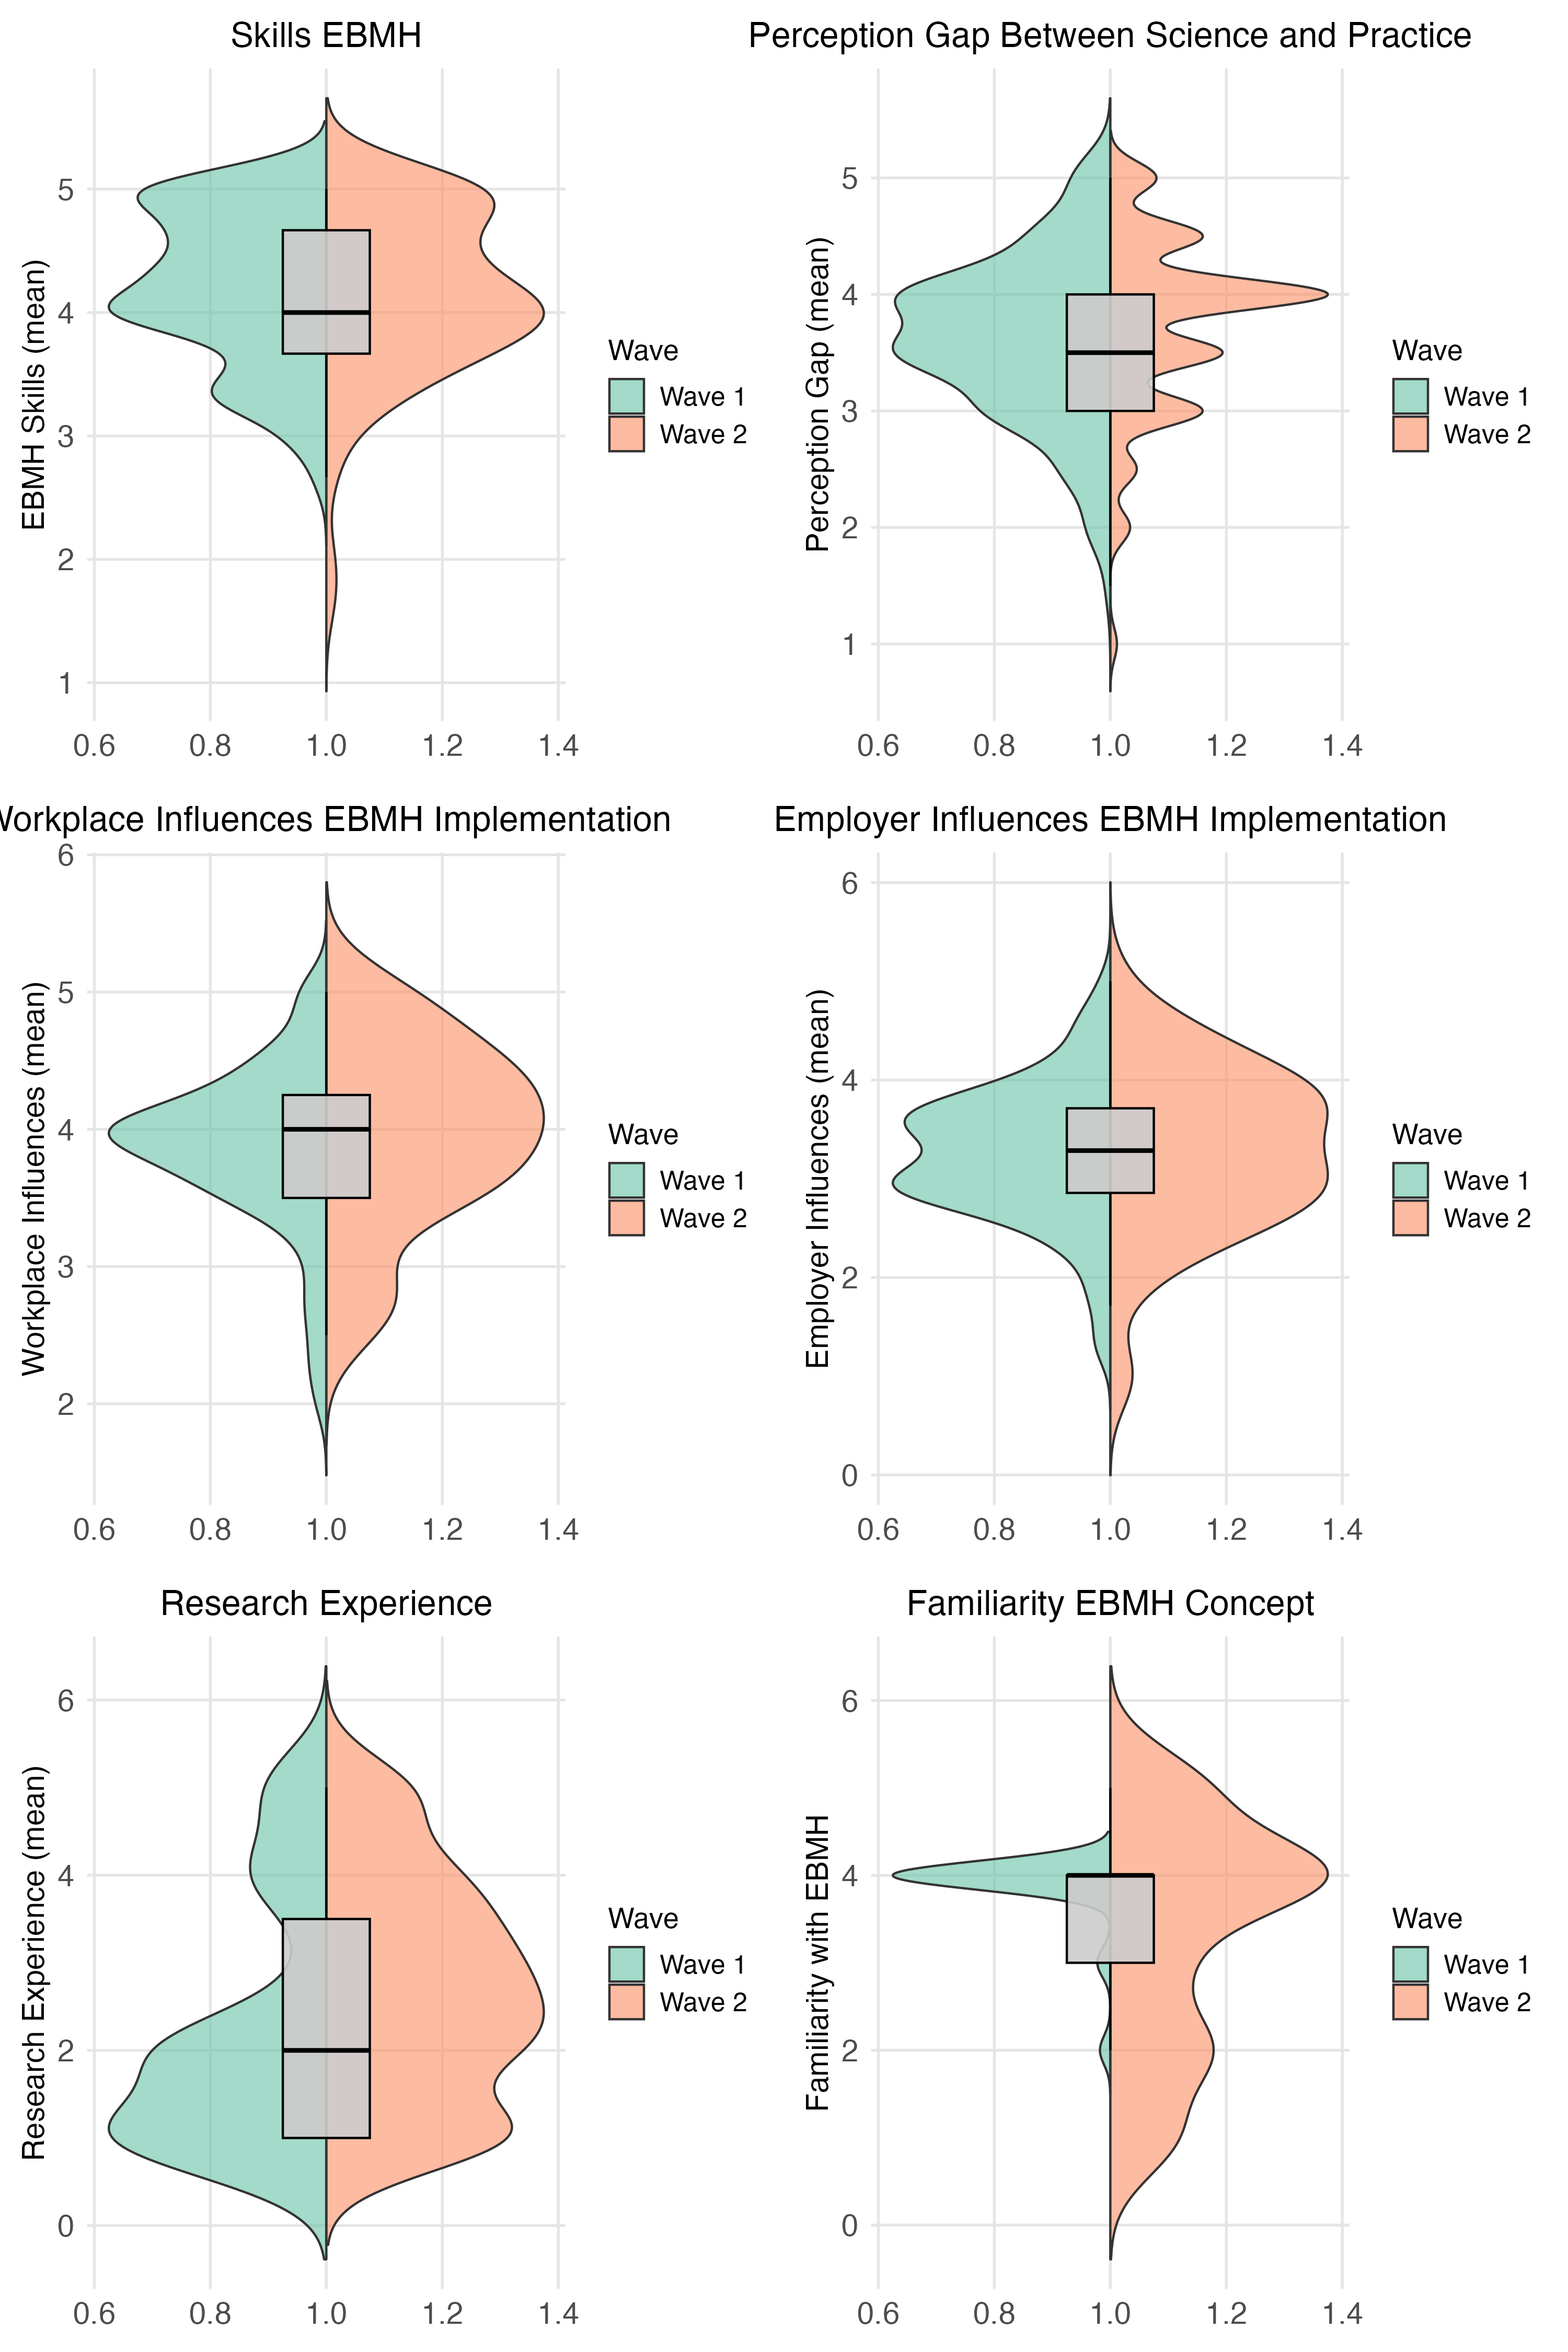 Skills EBMH
EBMH Skills (mean)
5
4
3
2
1
0.6 0.8 1.0 1.2 1.4
Wave
Wave 1
Wave 2
Perception Gap Between Science and Practice
Perception Gap (mean)
5
4
3
2
1
0.6 0.8 1.0 1.2 1.4
Wave
Wave 1
Wave 2
Workplace Influences EBMH Implementation
Workplace Influences (mean)
6
5
4
3
2
0.6 0.8 1.0 1.2 1.4
Wave
Wave 1
Wave 2
Employer Influences EBMH Implementation
Employer Influences (mean)
6
4
2
0
0.6 0.8 1.0 1.2 1.4
Wave
Wave 1
Wave 2
Research Experience
Research Experience (mean)
6
4
2
0
0.6 0.8 1.0 1.2 1.4
Wave
Wave 1
Wave 2
Familiarity EBMH Concept
Familiarity with EBMH
6
4
2
0
0.6 0.8 1.0 1.2 1.4
Wave
Wave 1
Wave 2